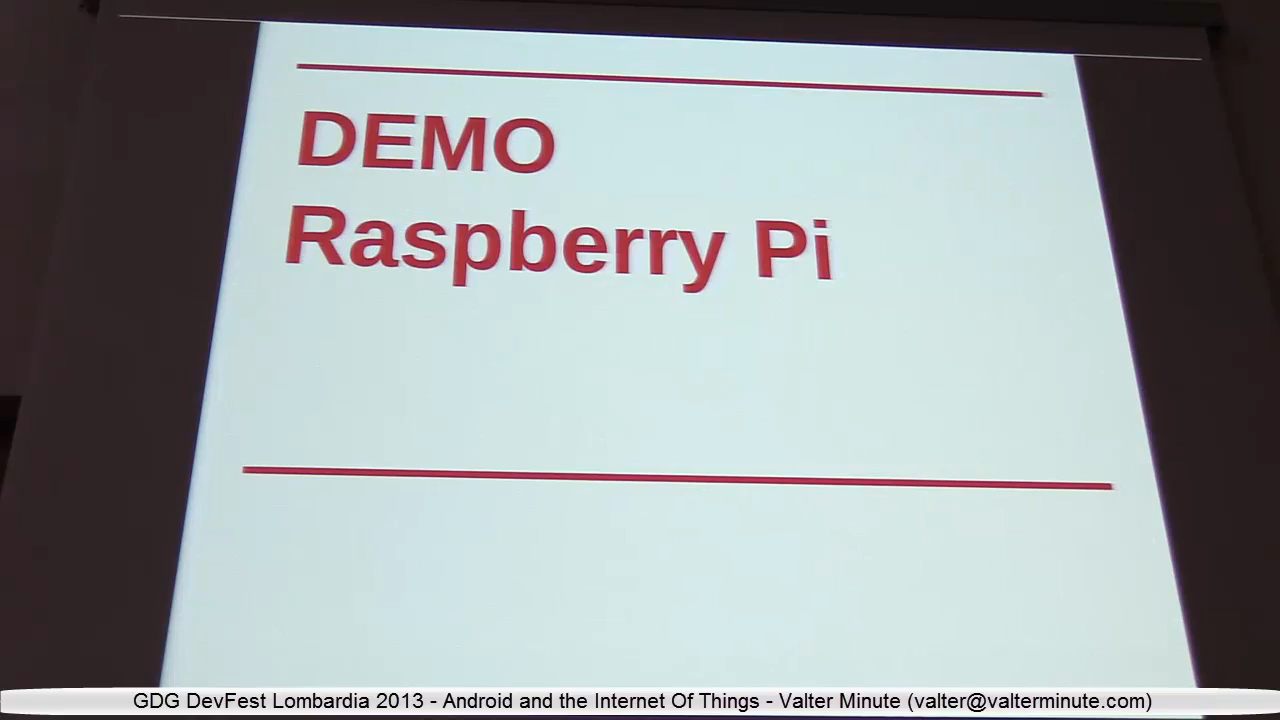 DEMO
Raspberry Pi
GDG DevFest Lombardia 2013 - Android and the Internet Of Things - Valter Minute (valter@valterminute.com)